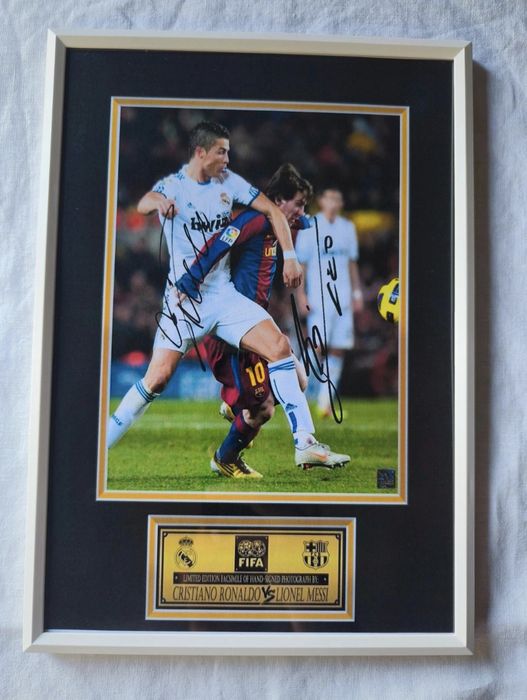 bwin
10
FIFA
LIMITED EDITION FACSIMILE OF HAND-SIGNED PHOTOGRAPH BY:
CRISTIANO RONALDO VS LIONEL MESSI